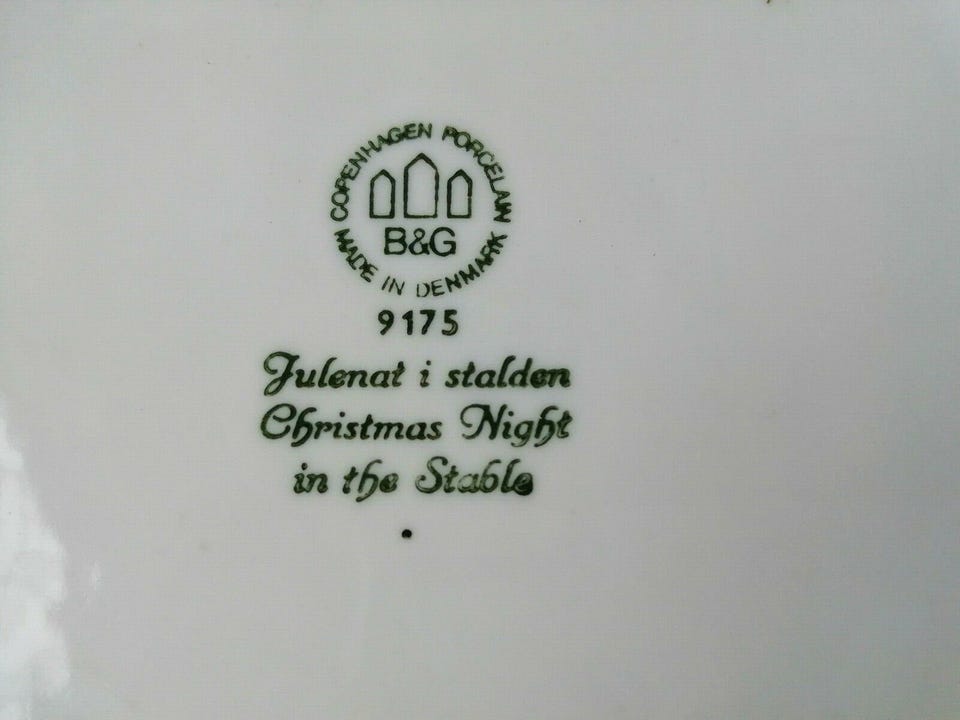 COPENHAGEN PORCELAIN
B&G
MADE IN DENMARK
9175
Julenat i stalden
Christmas Night
in the Stable